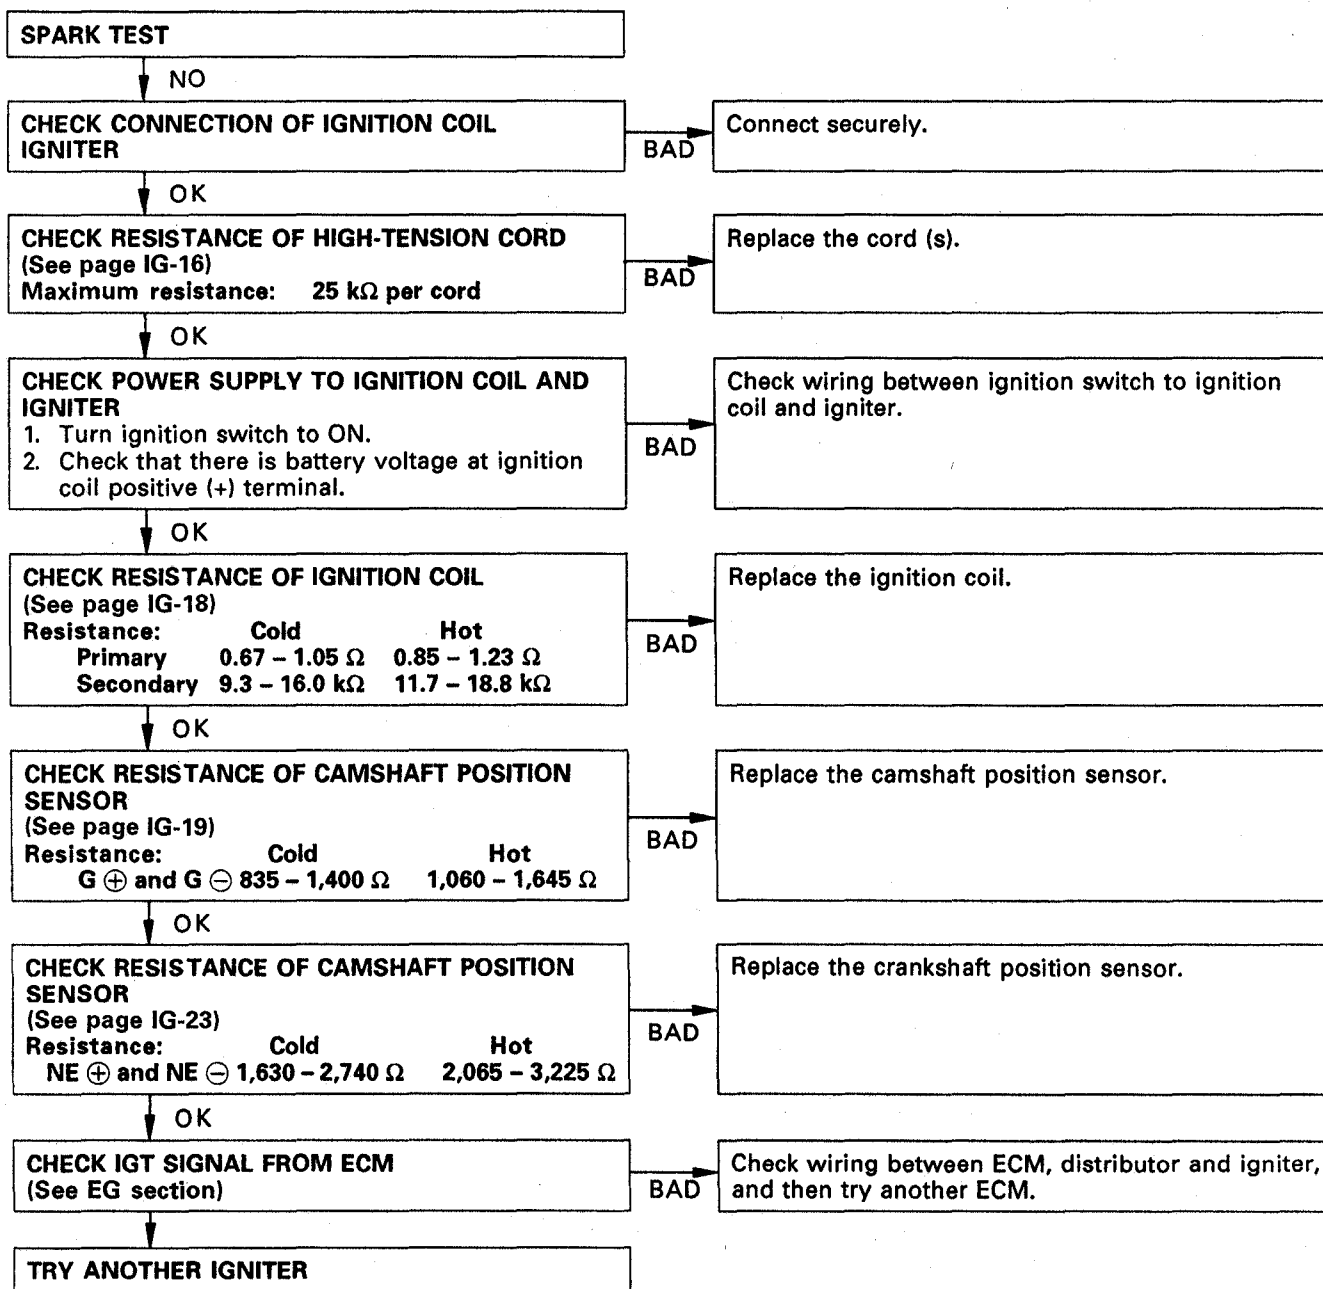 SPARK TEST
NO
CHECK CONNECTION OF IGNITION COIL
IGNITER
BAD
Connect securely.
OK
CHECK RESISTANCE OF HIGH-TENSION CORD
(See page IG-16)
Maximum resistance: 25 kΩ per cord
BAD
Replace the cord (s).
OK
CHECK POWER SUPPLY TO IGNITION COIL AND
IGNITER
1. Turn ignition switch to ON.
2. Check that there is battery voltage at ignition
coil positive (+) terminal.
BAD
Check wiring between ignition switch to ignition
coil and igniter.
OK
CHECK RESISTANCE OF IGNITION COIL
(See page IG-18)
Resistance: Cold Hot
Primary 0.67 – 1.05 Ω 0.85 – 1.23 Ω
Secondary 9.3 – 16.0 kΩ 11.7 – 18.8 kΩ
BAD
Replace the ignition coil.
OK
CHECK RESISTANCE OF CAMSHAFT POSITION
SENSOR
(See page IG-19)
Resistance: Cold Hot
G ⊕ and G ⊖ 835 – 1,400 Ω 1,060 – 1,645 Ω
BAD
Replace the camshaft position sensor.
OK
CHECK RESISTANCE OF CAMSHAFT POSITION
SENSOR
(See page IG-23)
Resistance: Cold Hot
NE ⊕ and NE ⊖ 1,630 – 2,740 Ω 2,065 – 3,225 Ω
BAD
Replace the crankshaft position sensor.
OK
CHECK IGT SIGNAL FROM ECM
(See EG section)
BAD
Check wiring between ECM, distributor and igniter,
and then try another ECM.
TRY ANOTHER IGNITER